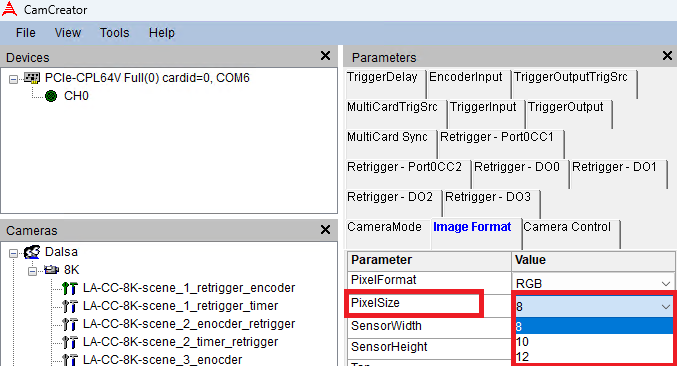 CamCreator
File View Tools Help
Devices
PCIe-CPL64V Full(0) cardid=0, COM6
CH0
Cameras
Dalsa
8K
LA-CC-8K-scene_1_retrigger_encoder
LA-CC-8K-scene_1_retrigger_timer
LA-CC-8K-scene_2_enocder_retrigger
LA-CC-8K-scene_2_timer_retrigger
LA-CC-8K-scene_3_enocder
Parameters
TriggerDelay EncoderInput TriggerOutputTrigSrc
MultiCardTrigSrc TriggerInput TriggerOutput
MultiCard Sync Retrigger - Port0CC1
Retrigger - Port0CC2 Retrigger - DO0 Retrigger - DO1
Retrigger - DO2 Retrigger - DO3
CameraMode Image Format Camera Control
Parameter Value
PixelFormat RGB
PixelSize 8
SensorWidth 8
SensorHeight 10
12